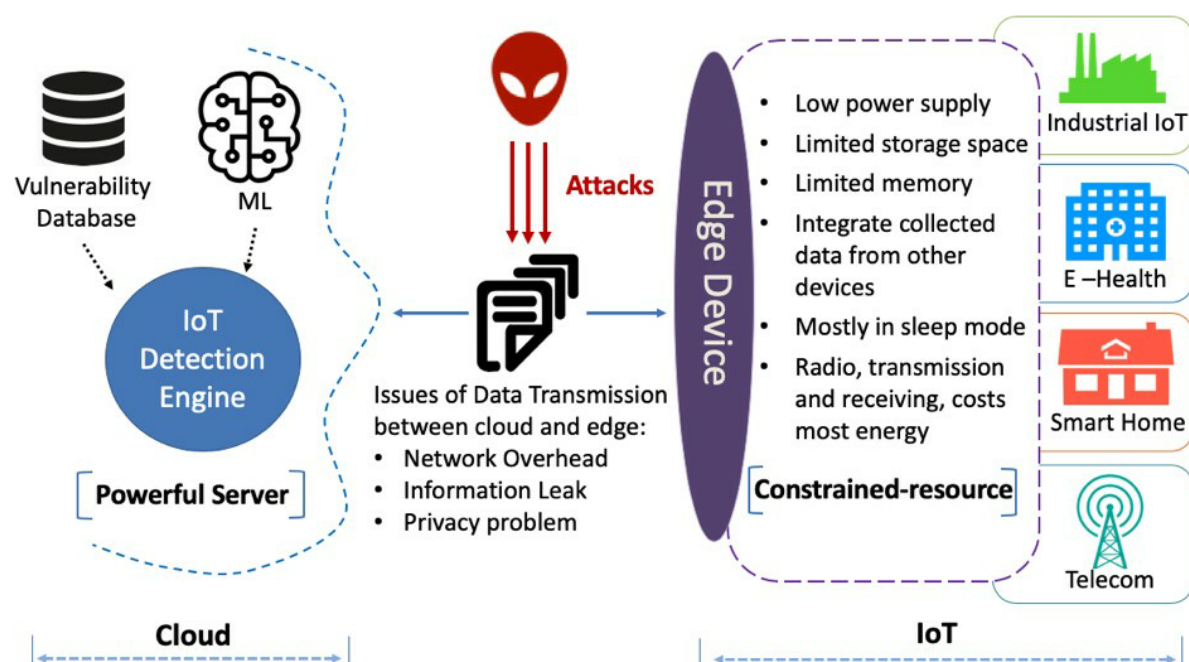 Vulnerability
Database
ML
IoT
Detection
Engine
[Powerful Server]
Cloud
Attacks
Issues of Data Transmission
between cloud and edge:
• Network Overhead
• Information Leak
• Privacy problem
Edge Device
• Low power supply
• Limited storage space
• Limited memory
• Integrate collected
data from other
devices
• Mostly in sleep mode
• Radio, transmission
and receiving, costs
most energy
[Constrained-resource]
Industrial IoT
E –Health
Smart Home
Telecom
IoT